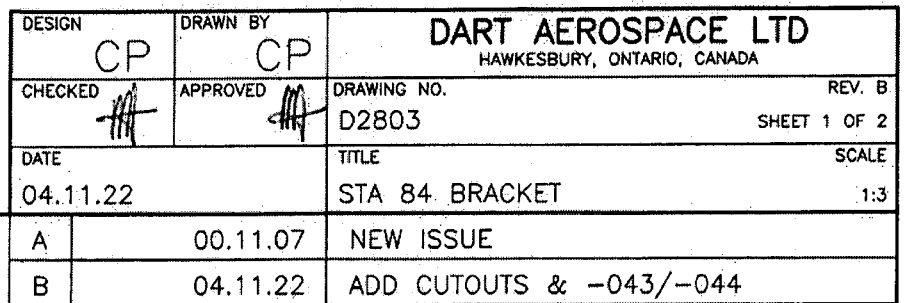 DESIGN
CP
DRAWN BY
CP
DART AEROSPACE LTD
HAWKESBURY, ONTARIO, CANADA
CHECKED
APPROVED
DRAWING NO.
REV. B
D2803
SHEET 1 OF 2
DATE
04.11.22
TITLE
SCALE
STA 84 BRACKET
1:3
A 00.11.07 NEW ISSUE
B 04.11.22 ADD CUTOUTS & -043/-044